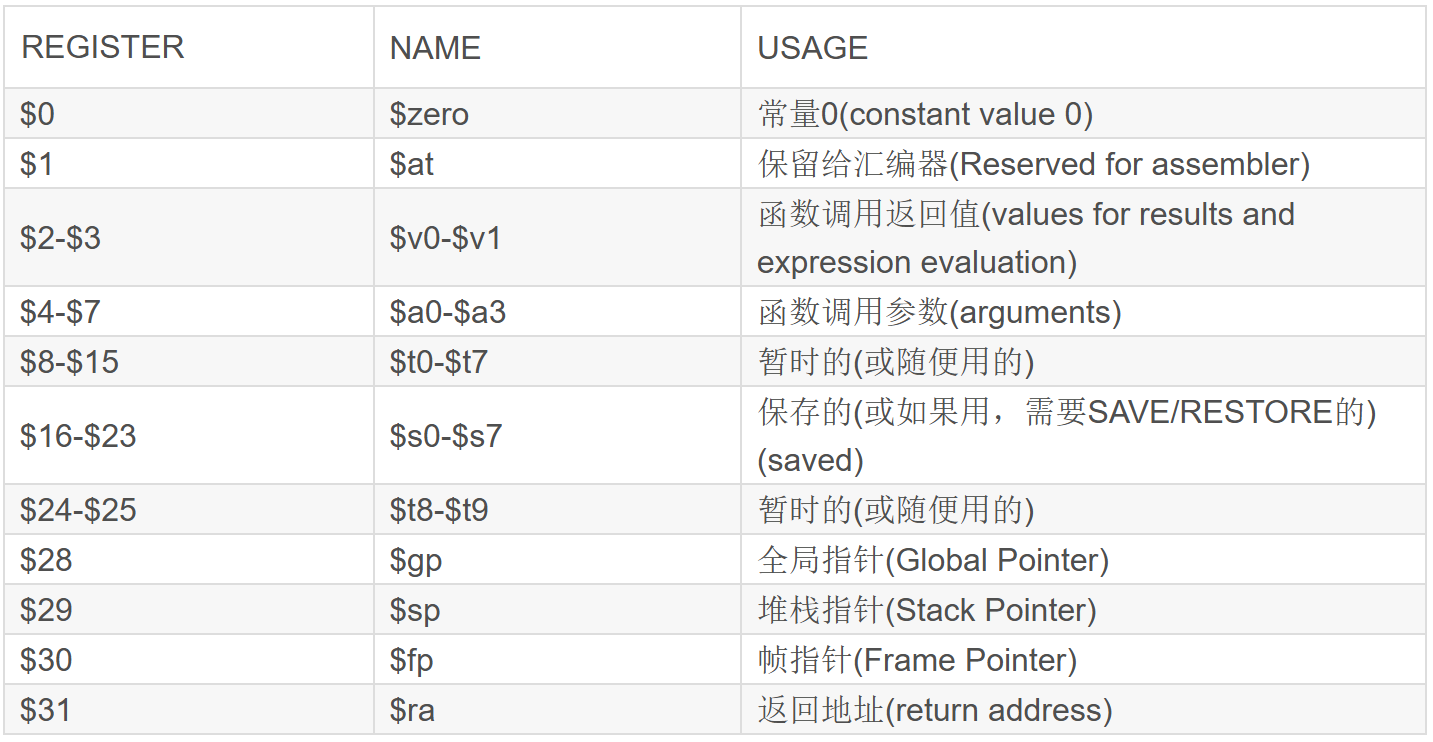 REGISTER NAME USAGE
$0 $zero 常量0(constant value 0)
$1 $at 保留给汇编器(Reserved for assembler)
$2-$3 $v0-$v1 函数调用返回值(values for results and
expression evaluation)
$4-$7 $a0-$a3 函数调用参数(arguments)
$8-$15 $t0-$t7 暂时的(或随便用的)
$16-$23 $s0-$s7 保存的(或如果用，需要SAVE/RESTORE的)
(saved)
$24-$25 $t8-$t9 暂时的(或随便用的)
$28 $gp 全局指针(Global Pointer)
$29 $sp 堆栈指针(Stack Pointer)
$30 $fp 帧指针(Frame Pointer)
$31 $ra 返回地址(return address)